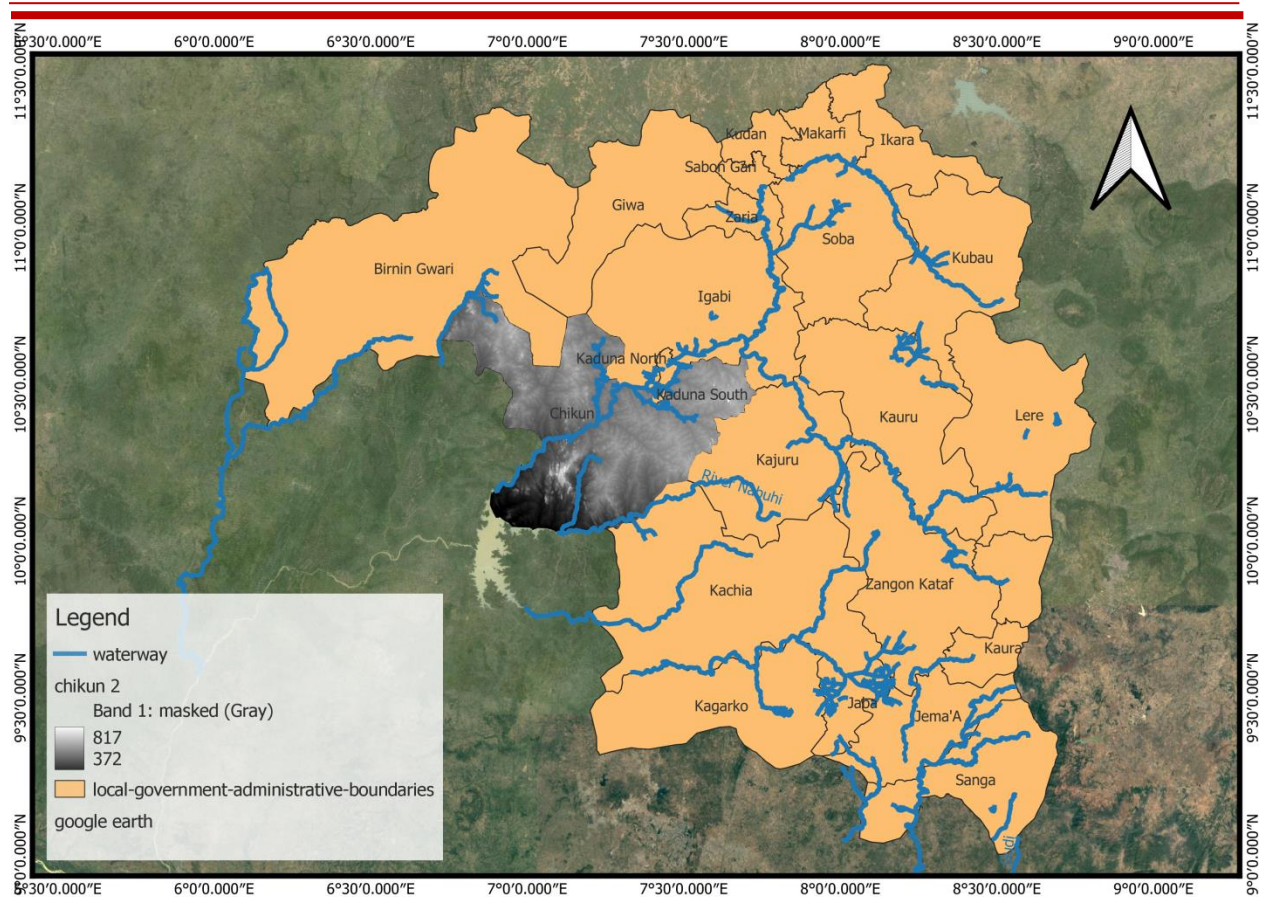 5°30'0.000"E 6°0'0.000"E 6°30'0.000"E 7°0'0.000"E 7°30'0.000"E 8°0'0.000"E 8°30'0.000"E 9°0'0.000"E
11°30'0.000"N
11°30'0.000"N
Kudan
Makarfi
Ikara
Sabon Gari
Giwa
Zaria
Soba
11°0'0.000"N
11°0'0.000"N
Birnin Gwari
Kubau
Igabi
Kaduna North
Kaduna South
10°30'0.000"N
10°30'0.000"N
Chikun
Kauru
Lere
Kajuru
River Nabuhi
10°0'0.000"N
10°0'0.000"N
Kachia
Zangon Kataf
Kaura
9°30'0.000"N
9°30'0.000"N
Kagarko
Jaba
Jema'A
Sanga
Legend
waterway
chikun 2
Band 1: masked (Gray)
817
372
local-government-administrative-boundaries
google earth
9°0'0.000"N
5°30'0.000"E 6°0'0.000"E 6°30'0.000"E 7°0'0.000"E 7°30'0.000"E 8°0'0.000"E 8°30'0.000"E 9°0'0.000"E